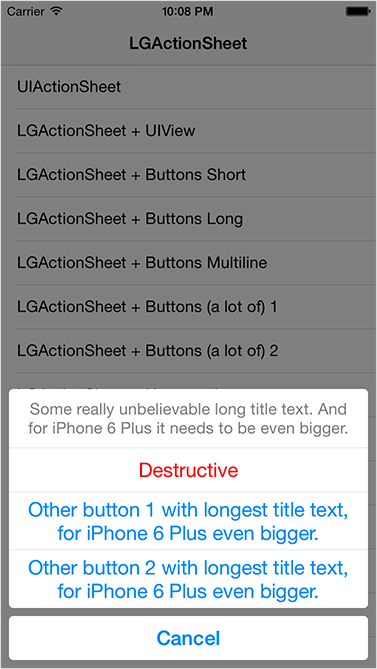 Carrier 10:08 PM
LGActionSheet
UIActionSheet
LGActionSheet + UIView
LGActionSheet + Buttons Short
LGActionSheet + Buttons Long
LGActionSheet + Buttons Multiline
LGActionSheet + Buttons (a lot of) 1
LGActionSheet + Buttons (a lot of) 2
Some really unbelievable long title text. And
for iPhone 6 Plus it needs to be even bigger.
Destructive
Other button 1 with longest title text,
for iPhone 6 Plus even bigger.
Other button 2 with longest title text,
for iPhone 6 Plus even bigger.
Cancel